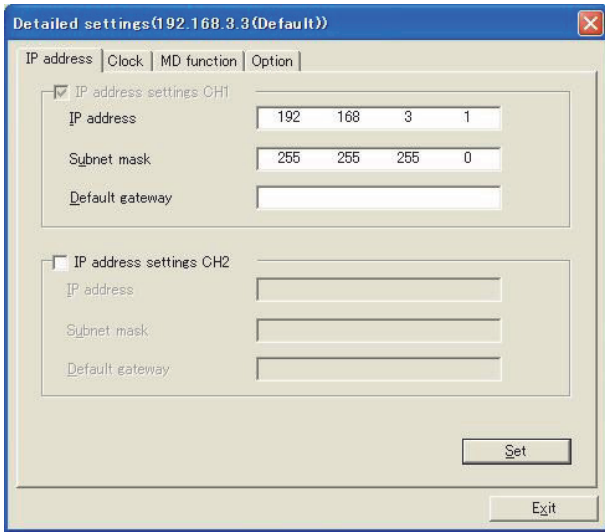 Detailed settings(192.168.3.3(Default))
IP address Clock MD function Option
IP address settings CH1
IP address 192 168 3 1
Subnet mask 255 255 255 0
Default gateway
IP address settings CH2
IP address
Subnet mask
Default gateway
Set
Exit